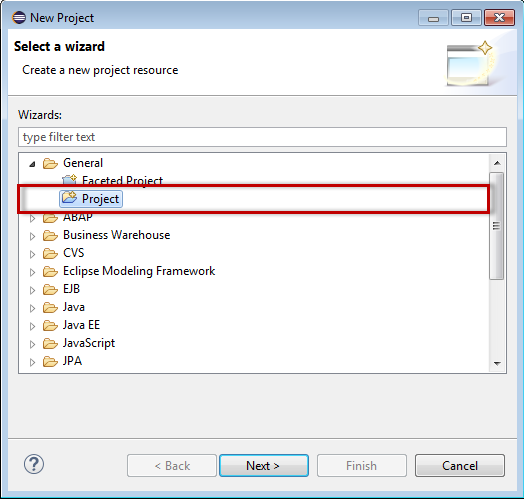 New Project
Select a wizard
Create a new project resource
Wizards:
type filter text
General
Faceted Project
Project
ABAP
Business Warehouse
CVS
Eclipse Modeling Framework
EJB
Java
Java EE
JavaScript
JPA
?
< Back
Next >
Finish
Cancel